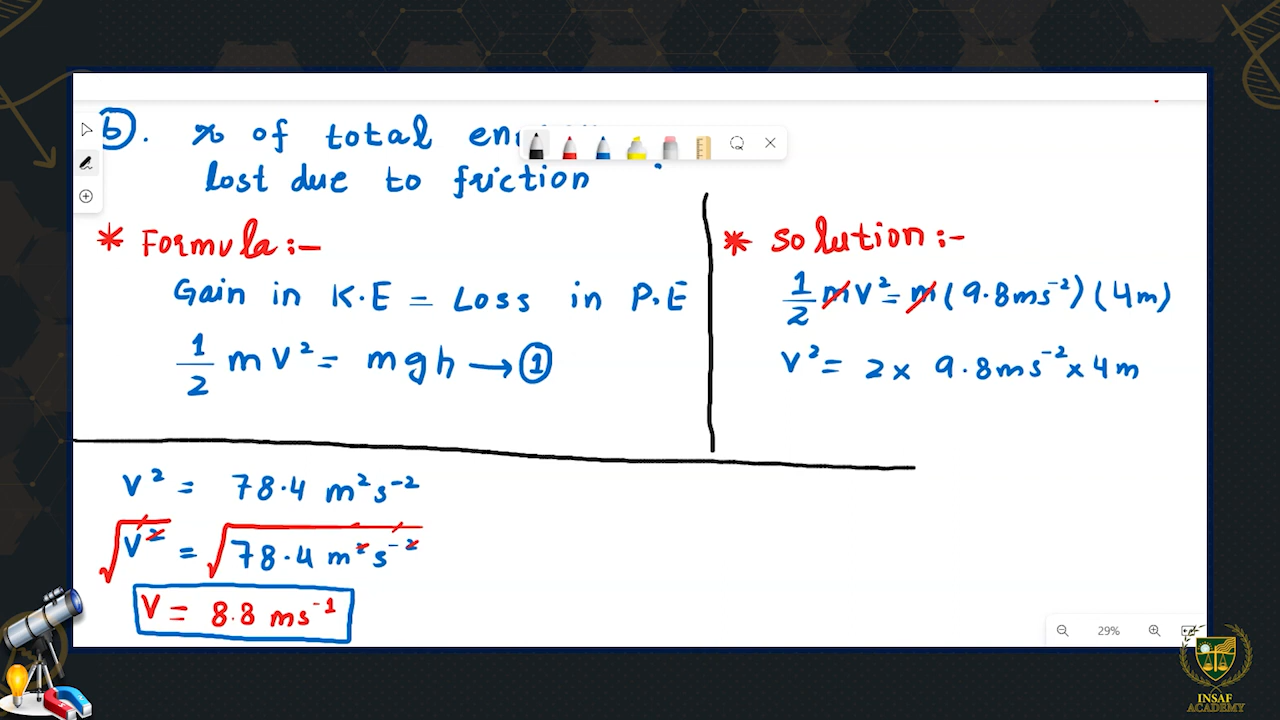 b). % of total
lost due to friction
* Formula:-
Gain in K.E = Loss in P.E
1/2 mv² = mgh → ①
* Solution:-
1/2 mv² = m(9.8ms⁻²)(4m)
v² = 2 x 9.8ms⁻² x 4m
v² = 78.4 m²s⁻²
√v² = √78.4 m²s⁻²
V = 8.8 ms⁻¹
29%
INSAF
ACADEMY